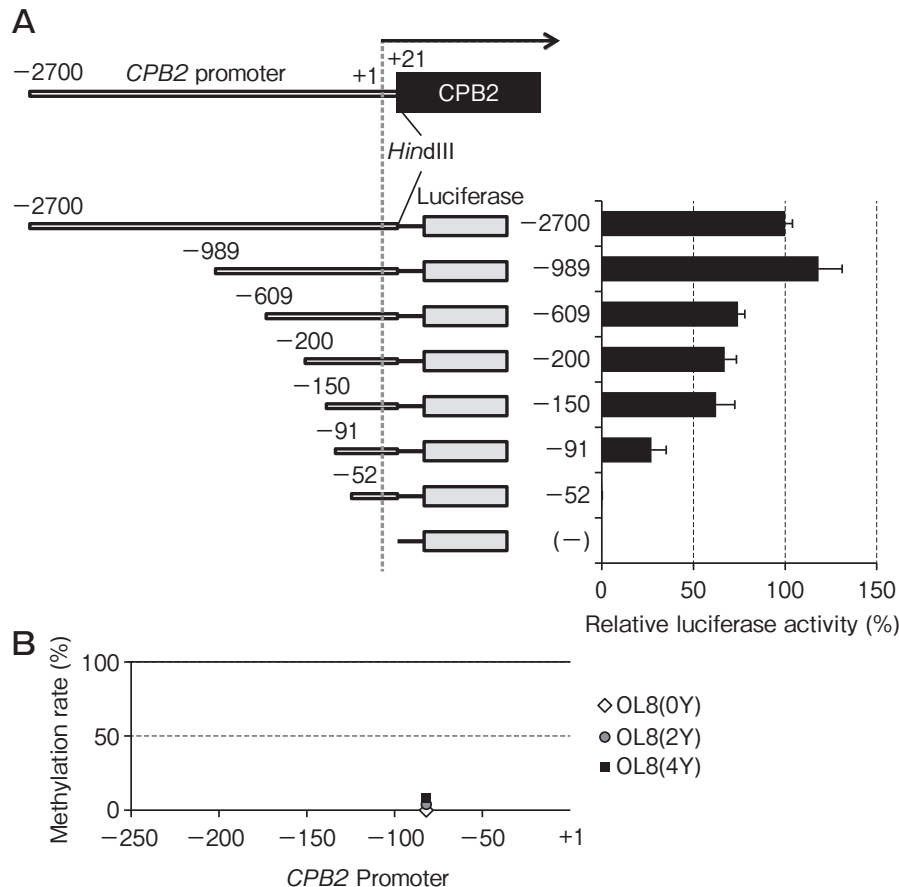 A
−2700 CPB2 promoter +1 +21
CPB2
HindIII
−2700 Luciferase
−989
−609
−200
−150
−91
−52
−2700
−989
−609
−200
−150
−91
−52
(−)
0 50 100 150
Relative luciferase activity (%)
B
Methylation rate (%)
100
50
0
−250 −200 −150 −100 −50 +1
CPB2 Promoter
OL8(0Y)
OL8(2Y)
OL8(4Y)